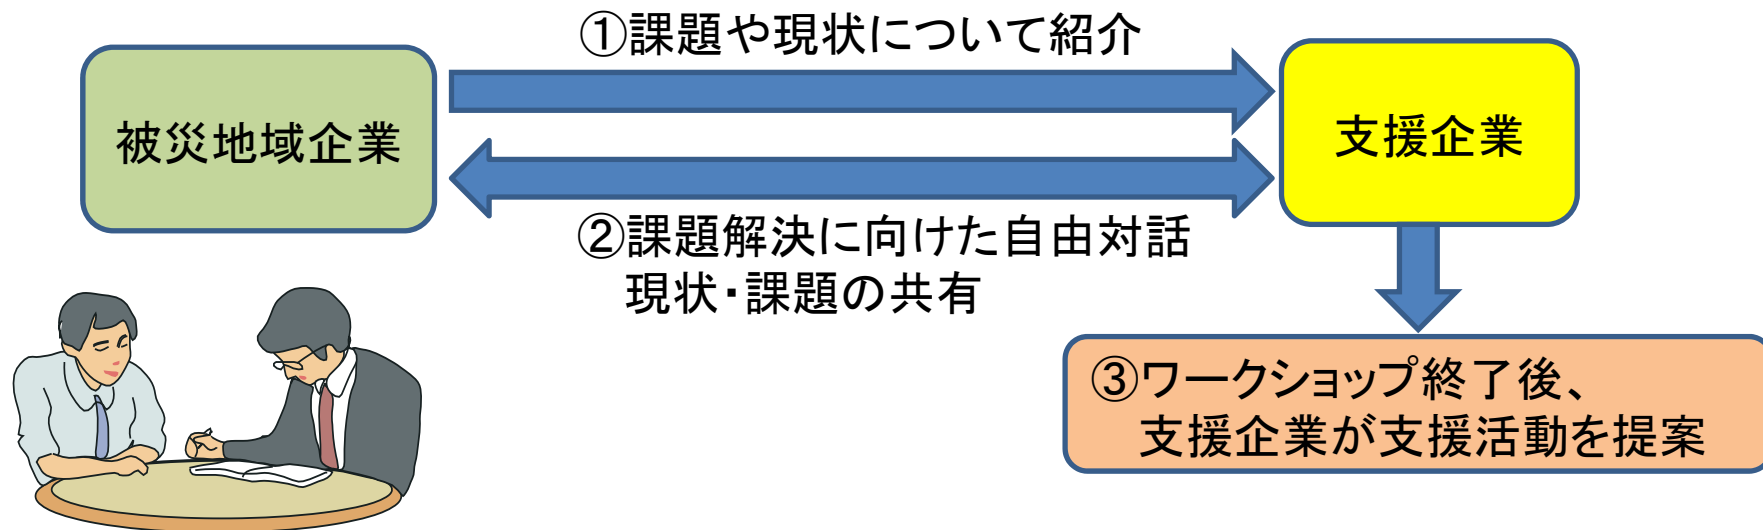 ①課題や現状について紹介
被災地域企業
支援企業
②課題解決に向けた自由対話
現状・課題の共有
③ワークショップ終了後、
支援企業が支援活動を提案